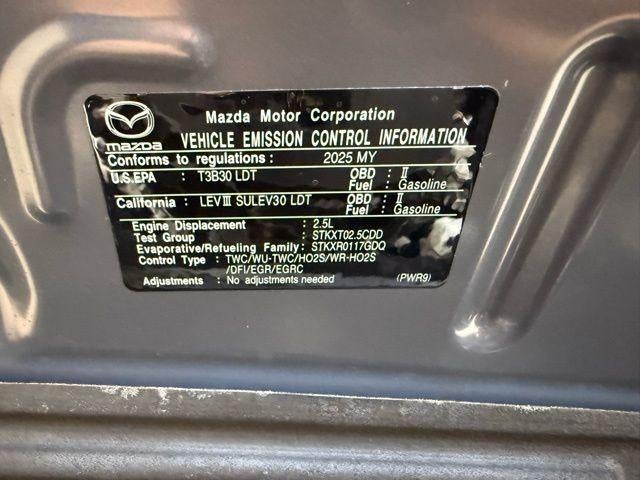 Mazda Motor Corporation
mazda
VEHICLE EMISSION CONTROL INFORMATION
Conforms to regulations : 2025 MY
U.S.EPA : T3B30 LDT OBD : II
Fuel : Gasoline
California : LEV III SULEV30 LDT OBD : II
Fuel : Gasoline
Engine Displacement : 2.5L
Test Group : STKXT02.5CDD
Evaporative/Refueling Family : STKXR0117GDQ
Control Type : TWC/WU-TWC/HO2S/WR-HO2S
/DFI/EGR/EGRC
Adjustments : No adjustments needed (PWR9)